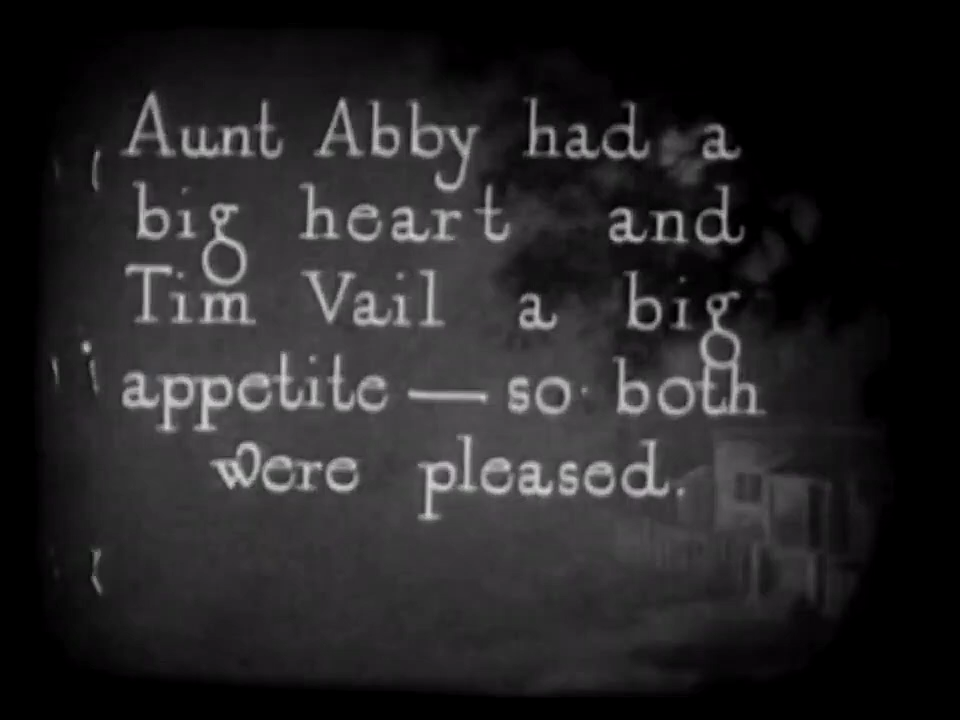 Aunt Abby had a
big heart and
Tim Vail a big
appetite — so both
were pleased.